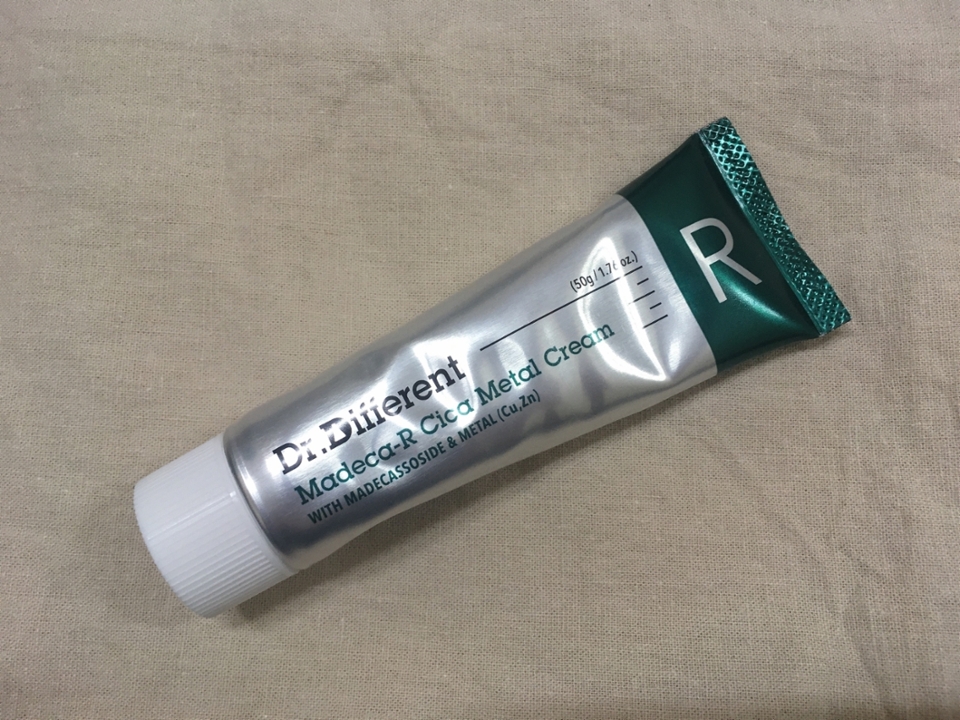 R
(50g/1.76 oz.)
Dr.Different
Madeca-R Cica Metal Cream
WITH MADECASSOSIDE & METAL (Cu,Zn)